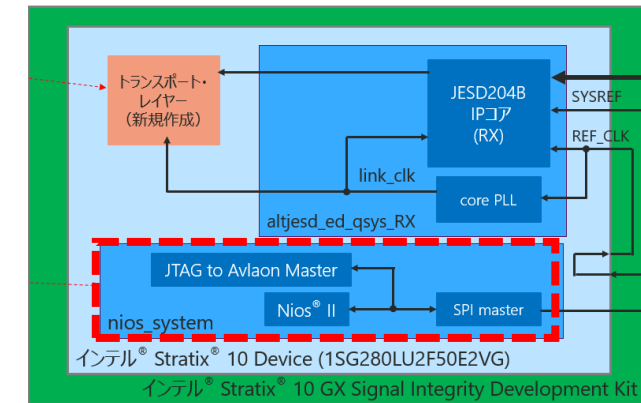 トランスポート・
レイヤー
(新規作成)
JESD204B
IPコア
(RX)
SYSREF
REF_CLK
link_clk
core PLL
altjesd_ed_qsys_RX
JTAG to Avlaon Master
Nios® II
SPI master
nios_system
インテル® Stratix® 10 Device (1SG280LU2F50E2VG)
インテル® Stratix® 10 GX Signal Integrity Development Kit